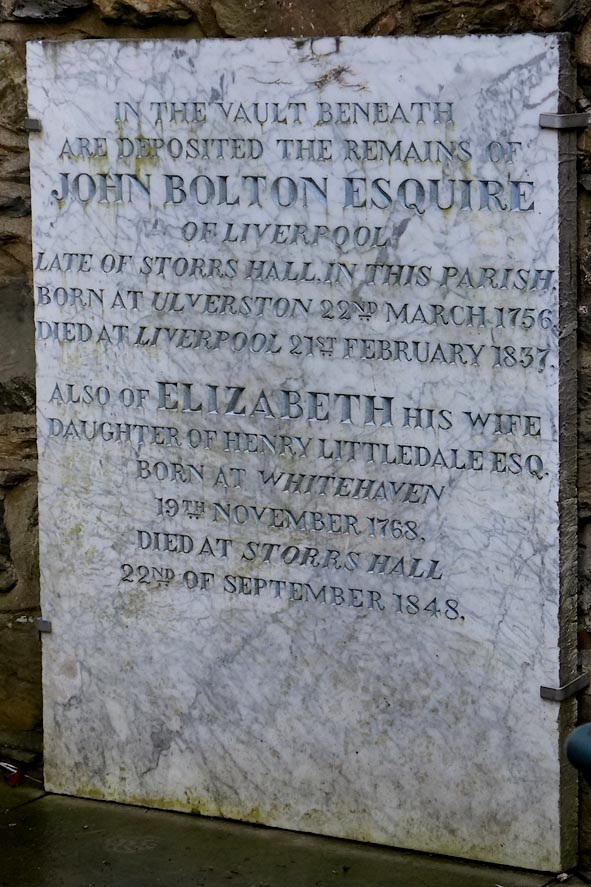 IN THE VAULT BENEATH
ARE DEPOSITED THE REMAINS OF
JOHN BOLTON ESQUIRE
OF LIVERPOOL
LATE OF STORRS HALL, IN THIS PARISH.
BORN AT ULVERSTON 22ND MARCH 1756,
DIED AT LIVERPOOL 21ST FEBRUARY 1837.
ALSO OF ELIZABETH HIS WIFE
DAUGHTER OF HENRY LITTLEDALE ESQ.
BORN AT WHITEHAVEN
19TH NOVEMBER 1768,
DIED AT STORRS HALL
22ND OF SEPTEMBER 1848.